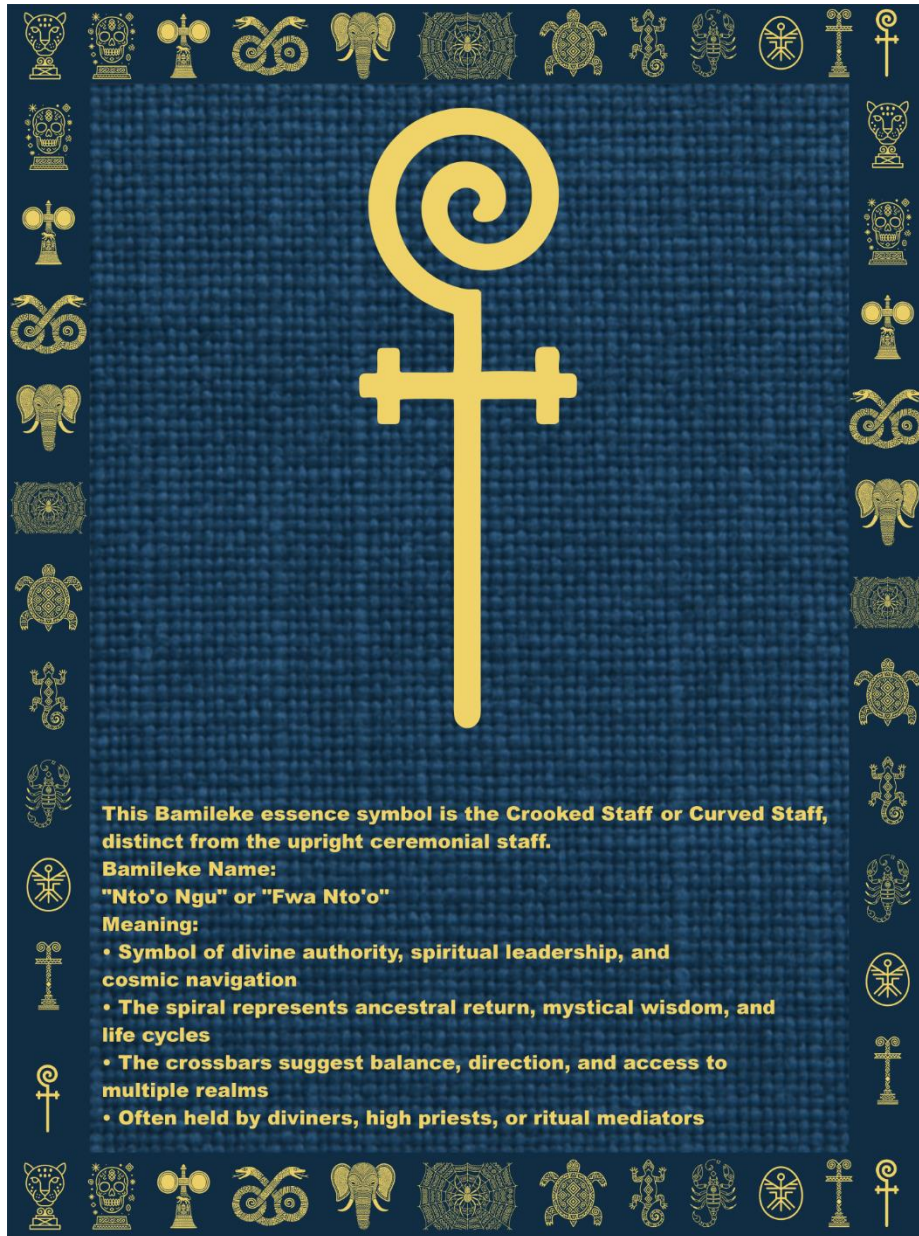 This Bamileke essence symbol is the Crooked Staff or Curved Staff,
distinct from the upright ceremonial staff.
Bamileke Name:
"Nto'o Ngu" or "Fwa Nto'o"
Meaning:
• Symbol of divine authority, spiritual leadership, and
cosmic navigation
• The spiral represents ancestral return, mystical wisdom, and
life cycles
• The crossbars suggest balance, direction, and access to
multiple realms
• Often held by diviners, high priests, or ritual mediators